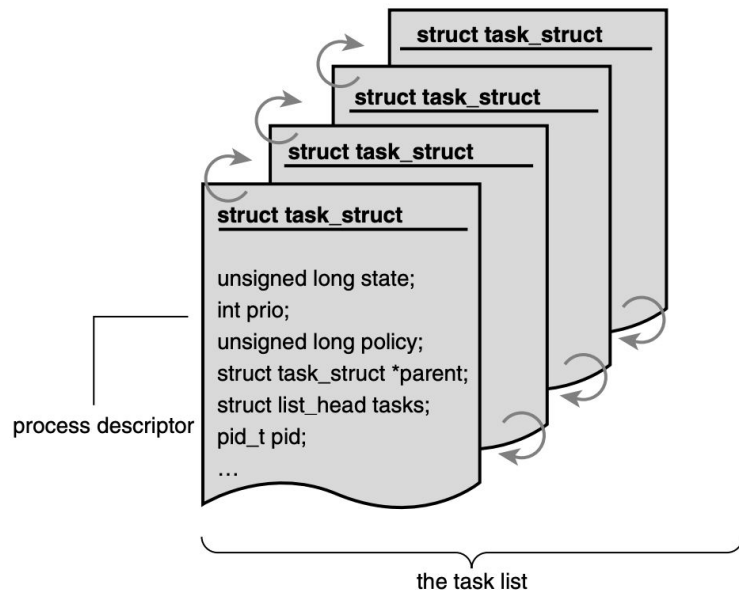 struct task_struct
struct task_struct
struct task_struct
struct task_struct
unsigned long state;
int prio;
unsigned long policy;
struct task_struct *parent;
struct list_head tasks;
pid_t pid;
...
process descriptor
the task list